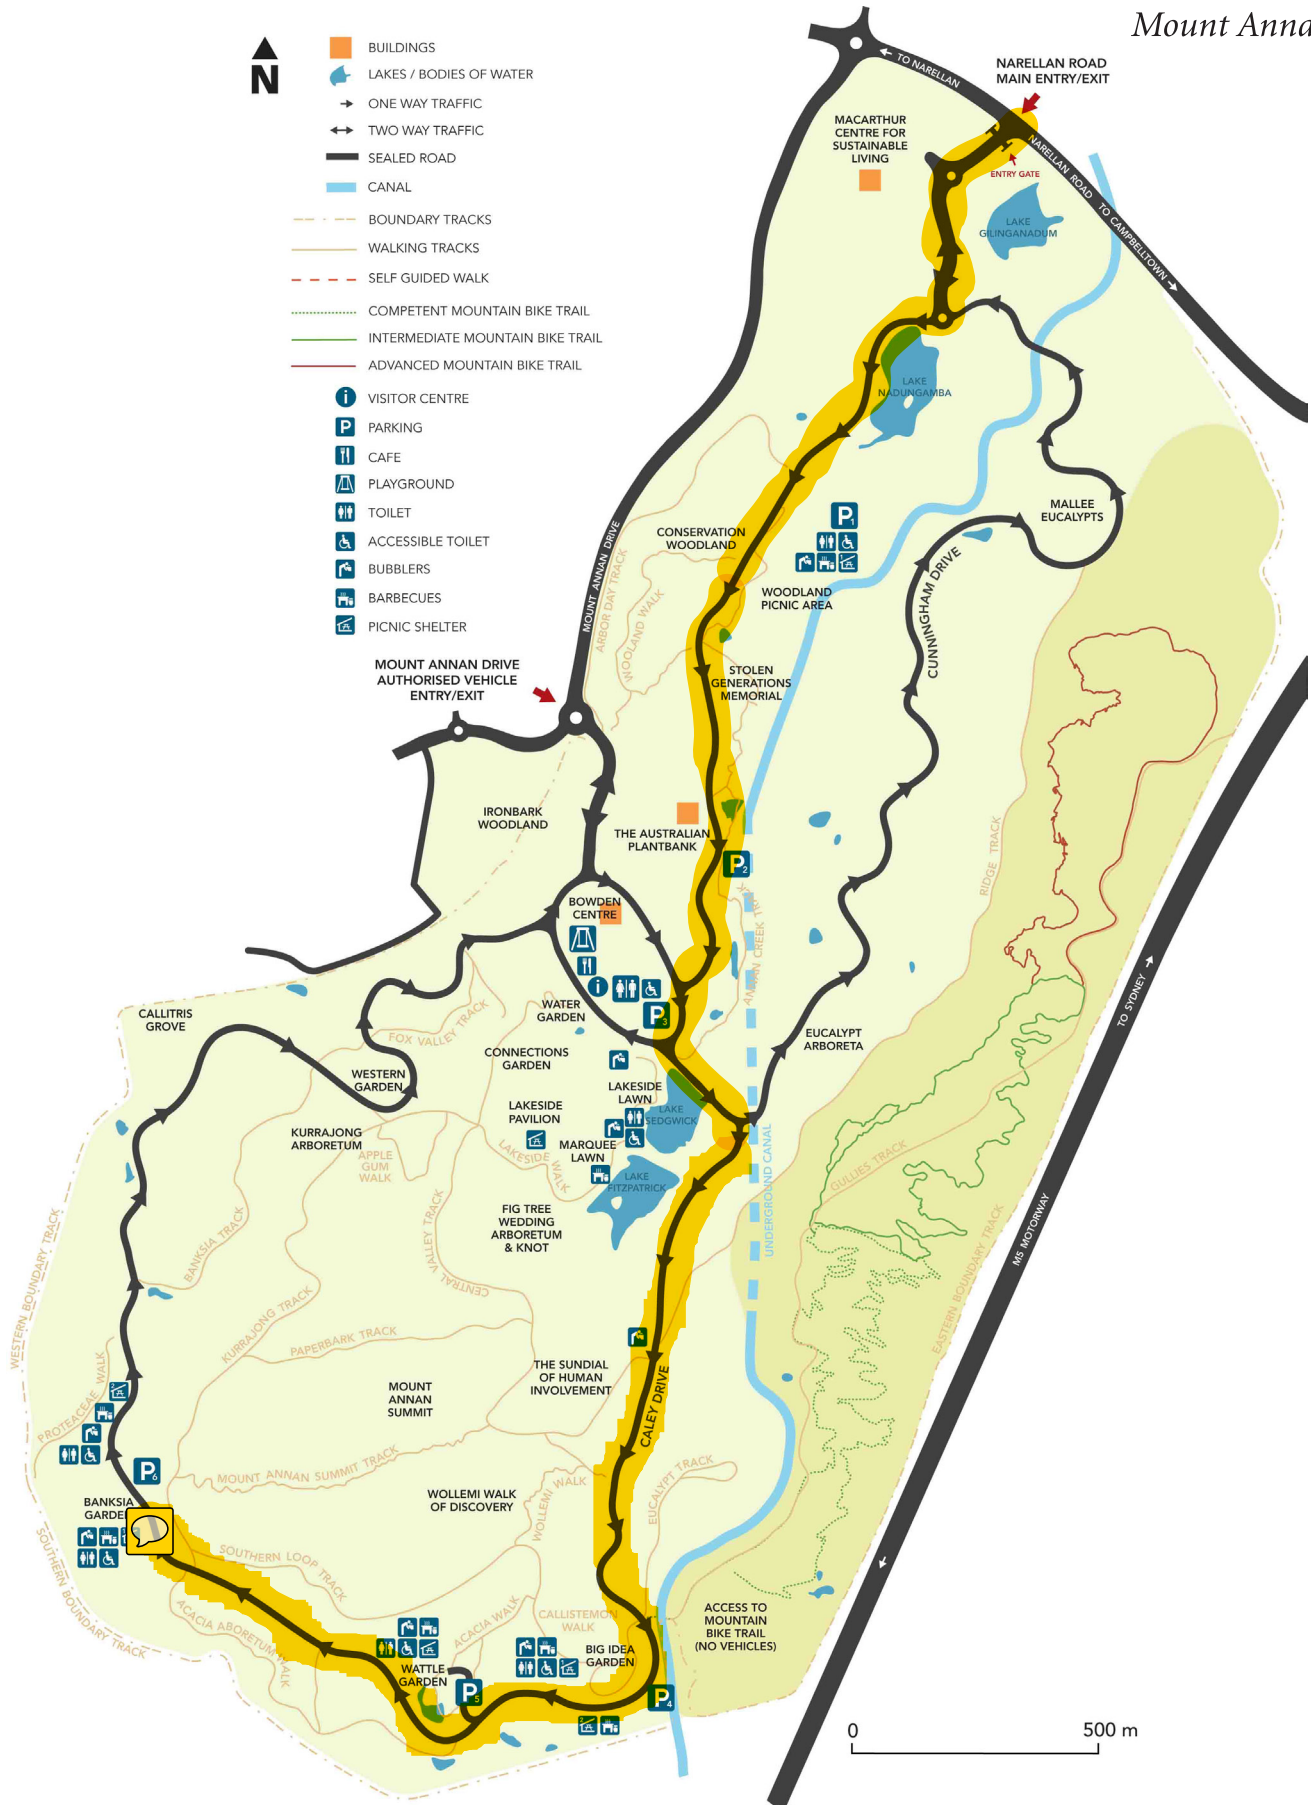 Mount Anna
N
BUILDINGS
LAKES / BODIES OF WATER
ONE WAY TRAFFIC
TWO WAY TRAFFIC
SEALED ROAD
CANAL
BOUNDARY TRACKS
WALKING TRACKS
SELF GUIDED WALK
COMPETENT MOUNTAIN BIKE TRAIL
INTERMEDIATE MOUNTAIN BIKE TRAIL
ADVANCED MOUNTAIN BIKE TRAIL
i VISITOR CENTRE
P PARKING
CAFE
PLAYGROUND
TOILET
ACCESSIBLE TOILET
BUBBLERS
BARBECUES
PICNIC SHELTER
TO NARELLAN
NARELLAN ROAD
MAIN ENTRY/EXIT
MACARTHUR
CENTRE FOR
SUSTAINABLE
LIVING
ENTRY GATE
NARELLAN ROAD TO CAMPBELLTOWN
LAKE
GILINGANADUM
LAKE
NADUNGAMBA
P1
MALLEE
EUCALYPTS
CONSERVATION
WOODLAND
WOODLAND
PICNIC AREA
CUNNINGHAM DRIVE
MOUNT ANNAN DRIVE
ARBOR DAY TRACK
WOOLAND WALK
STOLEN
GENERATIONS
MEMORIAL
MOUNT ANNAN DRIVE
AUTHORISED VEHICLE
ENTRY/EXIT
IRONBARK
WOODLAND
THE AUSTRALIAN
PLANTBANK
P2
RIDGE TRACK
BOWDEN
CENTRE
ANNAN CREEK TRACK
i
P3
WATER
GARDEN
TO SYDNEY
CALLITRIS
GROVE
FOX VALLEY TRACK
EUCALYPT
ARBORETA
CONNECTIONS
GARDEN
WESTERN
GARDEN
LAKESIDE
LAWN
LAKE
SEDGWICK
LAKESIDE
PAVILION
KURRAJONG
ARBORETUM
MARQUEE
LAWN
LAKESIDE WALK
APPLE
GUM
WALK
LAKE
FITZPATRICK
GULLIES TRACK
UNDERGROUND CANAL
FIG TREE
WEDDING
ARBORETUM
& KNOT
CENTRAL VALLEY TRACK
BANKSIA TRACK
WESTERN BOUNDARY TRACK
M5 MOTORWAY
EASTERN BOUNDARY TRACK
KURRAJONG TRACK
PAPERBARK TRACK
THE SUNDIAL
OF HUMAN
INVOLVEMENT
CALEY DRIVE
MOUNT
ANNAN
SUMMIT
PROTEACEAE WALK
P6
MOUNT ANNAN SUMMIT TRACK
EUCALYPT TRACK
WOLLEMI WALK
OF DISCOVERY
WOLLEMI WALK
BANKSIA
GARDEN
SOUTHERN LOOP TRACK
SOUTHERN BOUNDARY TRACK
ACACIA ARBORETUM WALK
ACACIA WALK
CALLISTEMON
WALK
ACCESS TO
MOUNTAIN
BIKE TRAIL
(NO VEHICLES)
BIG IDEA
GARDEN
WATTLE
GARDEN
P5
P4
0 500 m